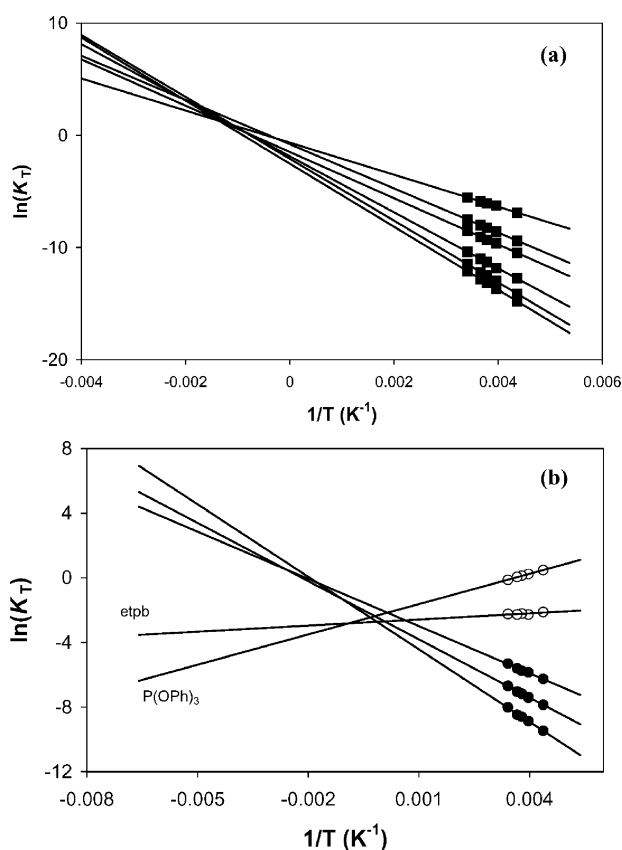 (a)
10
0
-10
-20
ln(K_T)
-0.004 -0.002 0 0.002 0.004 0.006
1/T (K⁻¹)
(b)
8
4
0
-4
-8
-12
ln(K_T)
etpb
P(OPh)₃
-0.008 -0.005 -0.002 0.001 0.004
1/T (K⁻¹)